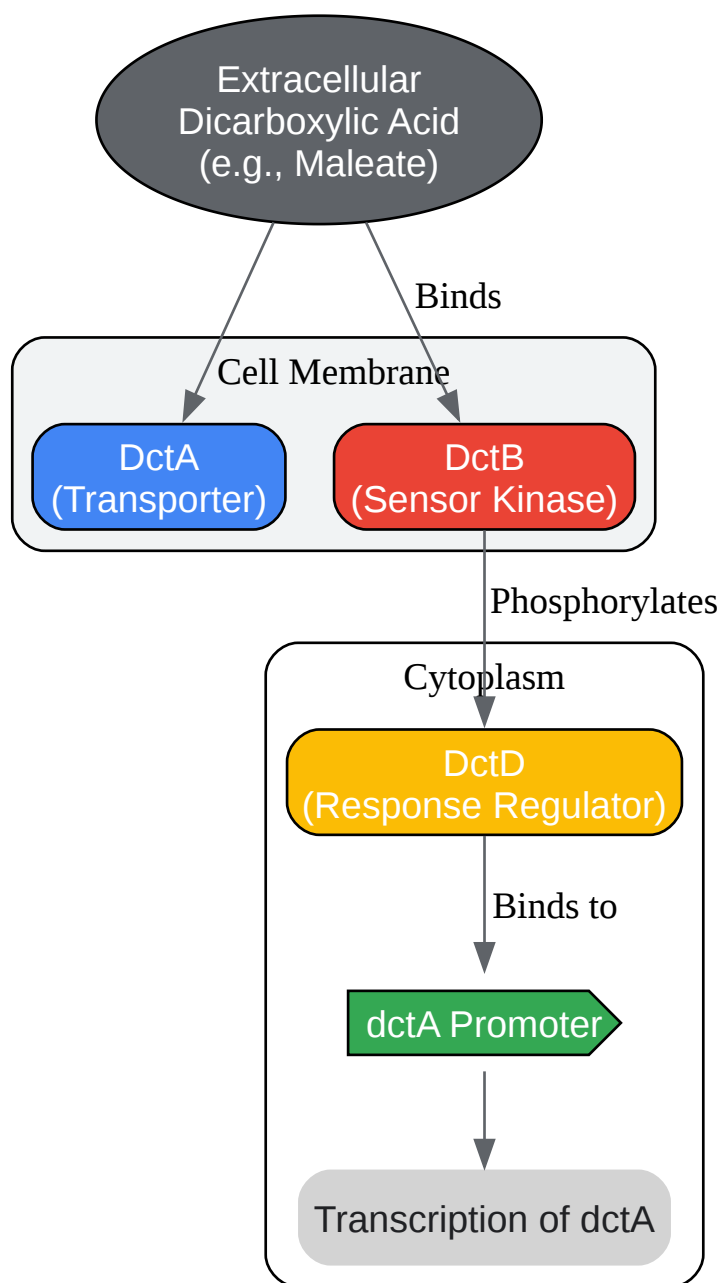 Extracellular
Dicarboxylic Acid
(e.g., Maleate)
Binds
Cell Membrane
DctA
(Transporter)
DctB
(Sensor Kinase)
Phosphorylates
Cytoplasm
DctD
(Response Regulator)
Binds to
dctA Promoter
Transcription of dctA